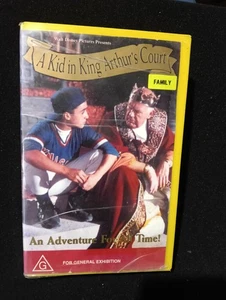 Walt Disney Pictures Presents
A Kid in King Arthur's Court
FAMILY
An Adventure For All Time!
G
FOR GENERAL EXHIBITION